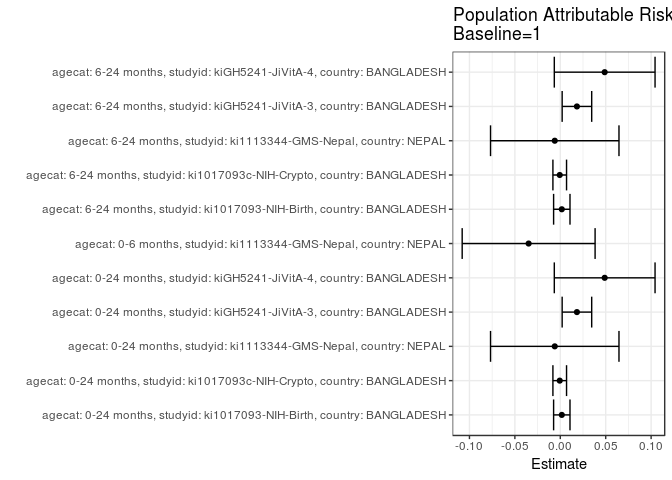 Population Attributable Risk
Baseline=1
agecat: 6-24 months, studyid: kiGH5241-JiVitA-4, country: BANGLADESH
agecat: 6-24 months, studyid: kiGH5241-JiVitA-3, country: BANGLADESH
agecat: 6-24 months, studyid: ki1113344-GMS-Nepal, country: NEPAL
agecat: 6-24 months, studyid: ki1017093c-NIH-Crypto, country: BANGLADESH
agecat: 6-24 months, studyid: ki1017093-NIH-Birth, country: BANGLADESH
agecat: 0-6 months, studyid: ki1113344-GMS-Nepal, country: NEPAL
agecat: 0-24 months, studyid: kiGH5241-JiVitA-4, country: BANGLADESH
agecat: 0-24 months, studyid: kiGH5241-JiVitA-3, country: BANGLADESH
agecat: 0-24 months, studyid: ki1113344-GMS-Nepal, country: NEPAL
agecat: 0-24 months, studyid: ki1017093c-NIH-Crypto, country: BANGLADESH
agecat: 0-24 months, studyid: ki1017093-NIH-Birth, country: BANGLADESH
-0.10 -0.05 0.00 0.05 0.10
Estimate